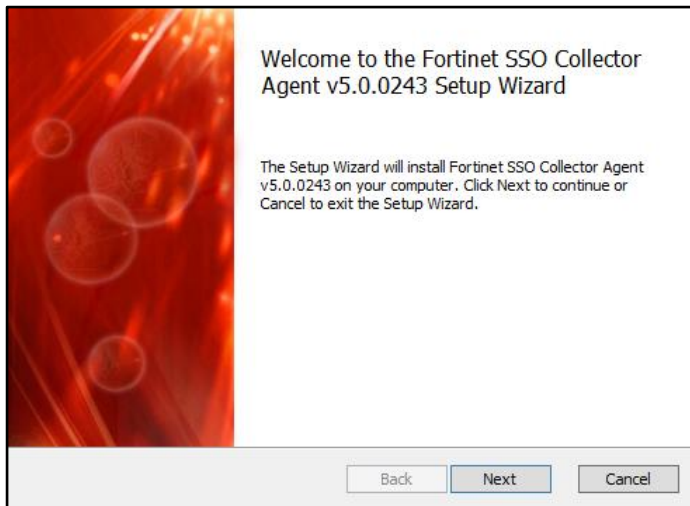 Welcome to the Fortinet SSO Collector
Agent v5.0.0243 Setup Wizard
The Setup Wizard will install Fortinet SSO Collector Agent
v5.0.0243 on your computer. Click Next to continue or
Cancel to exit the Setup Wizard.
Back
Next
Cancel